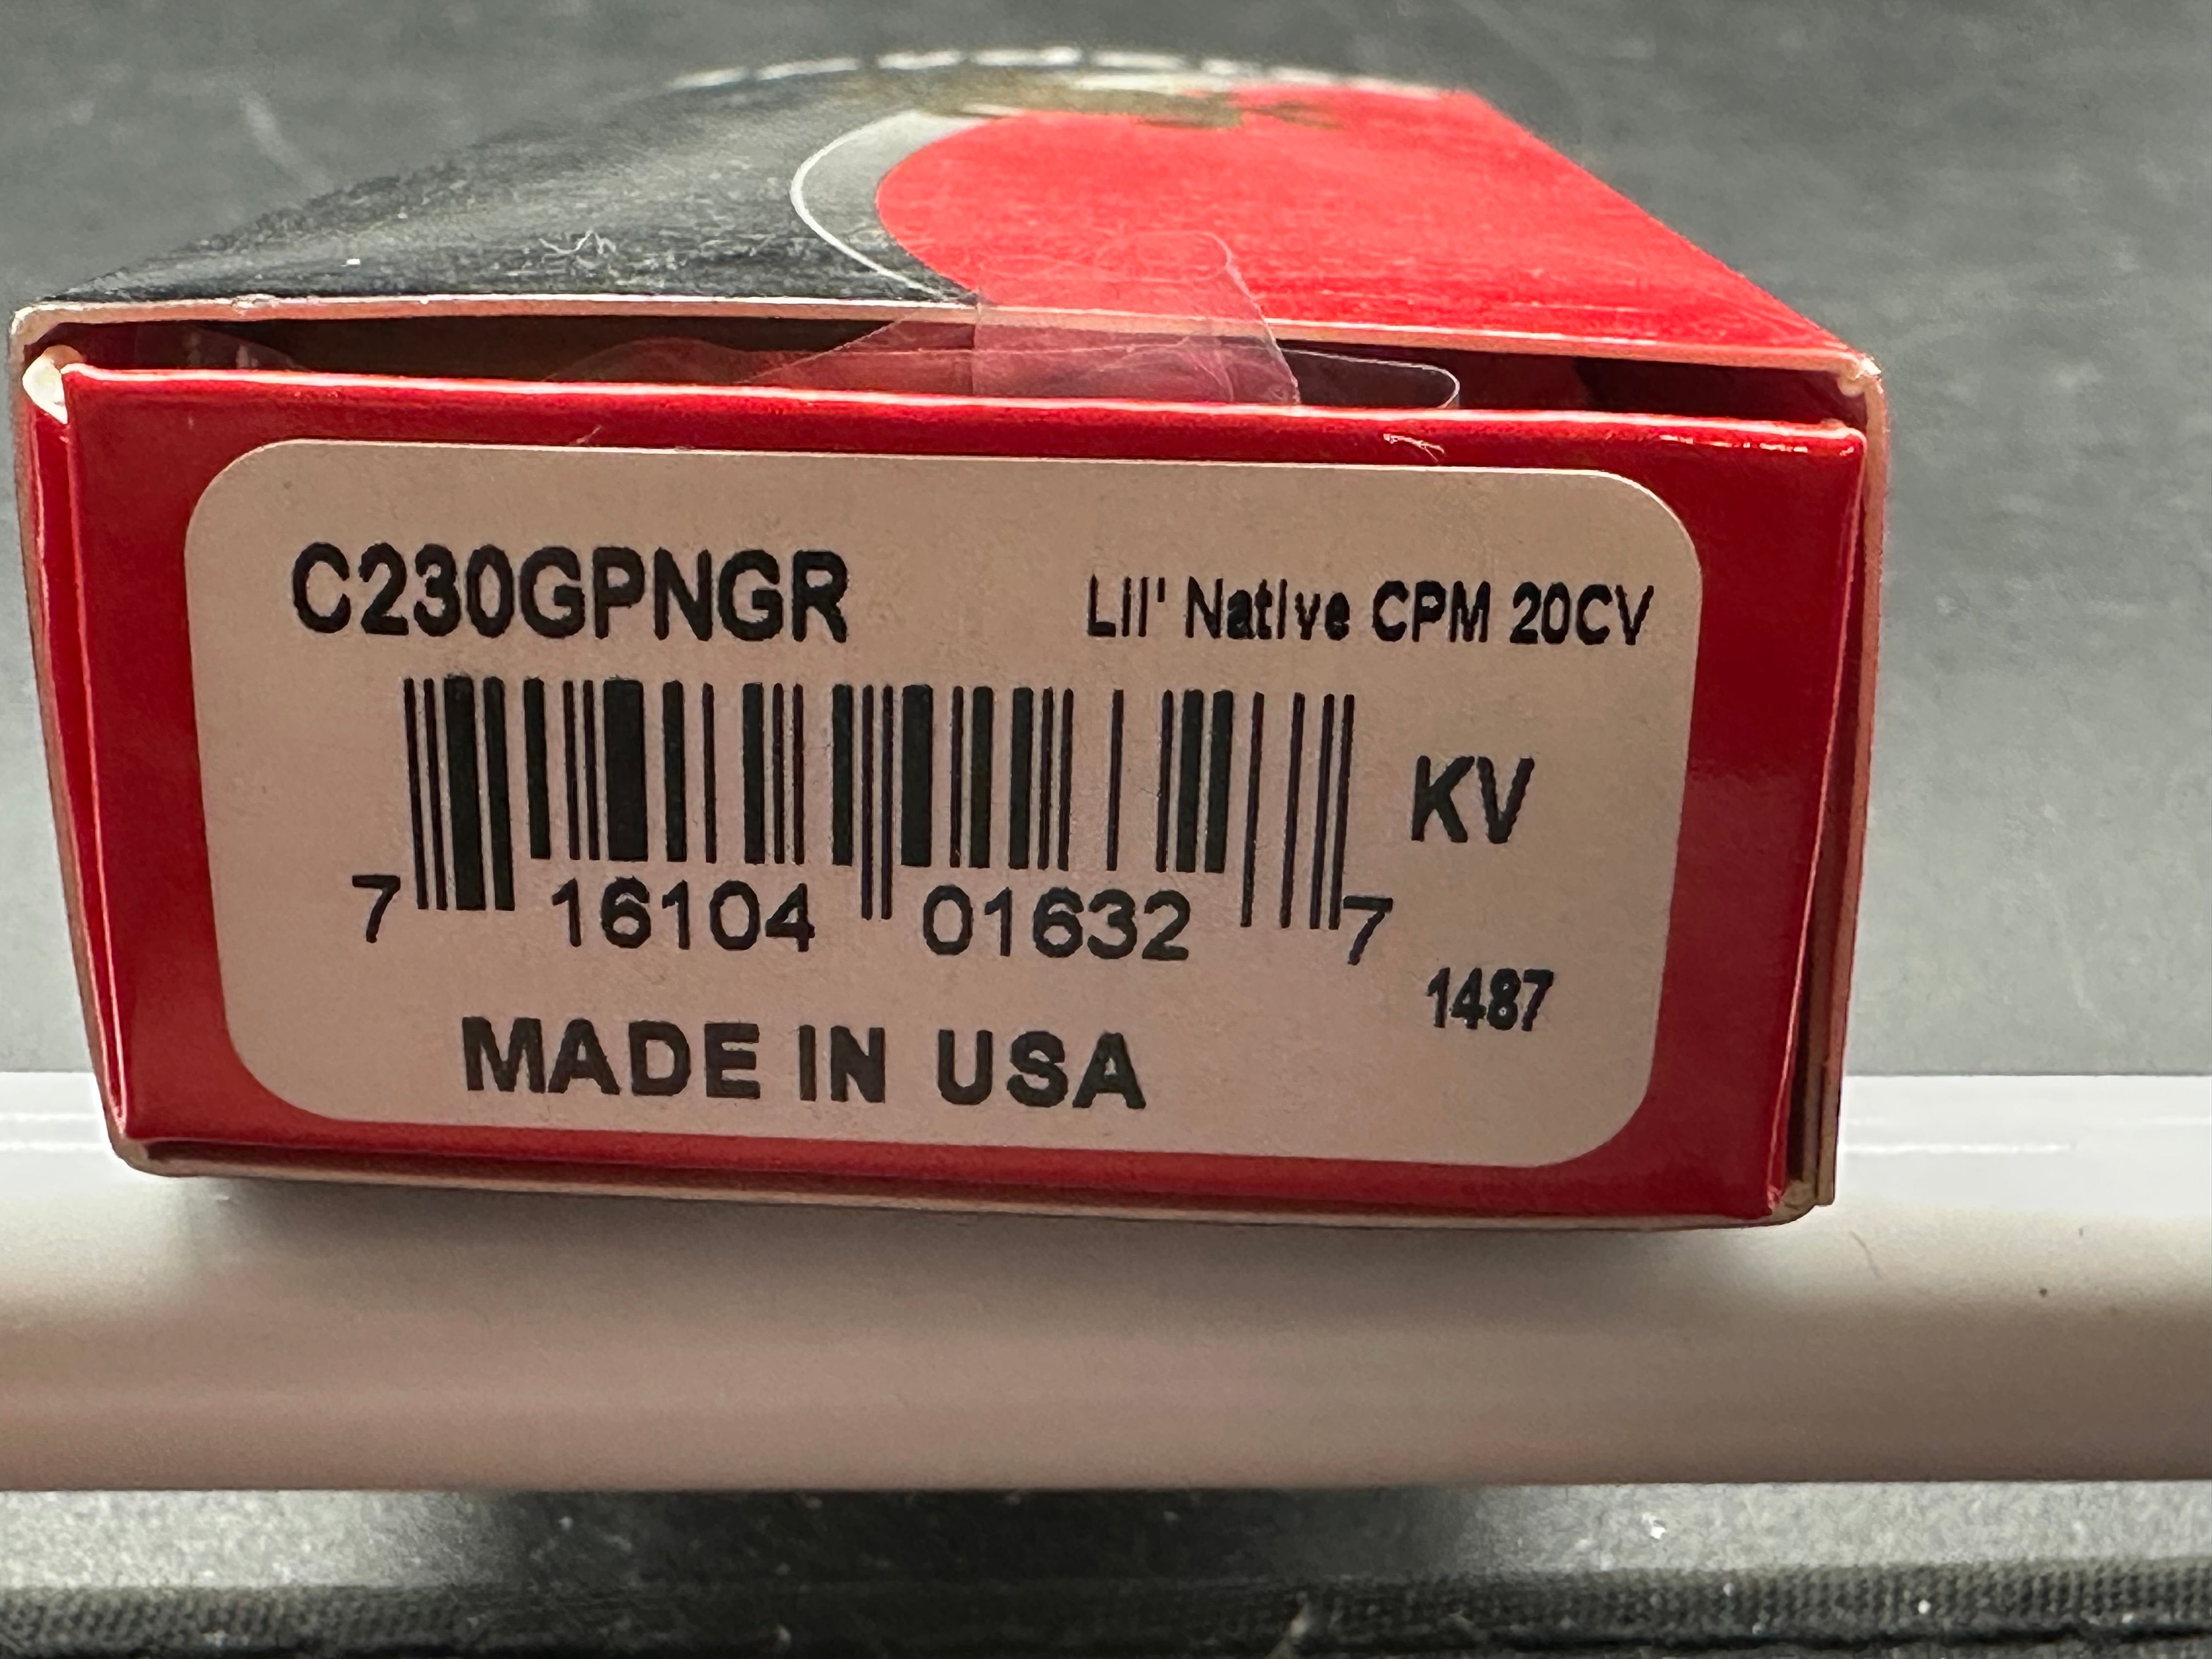 C230GPNGR Lil' Native CPM 20CV
KV
7 16104 01632 7
1487
MADE IN USA